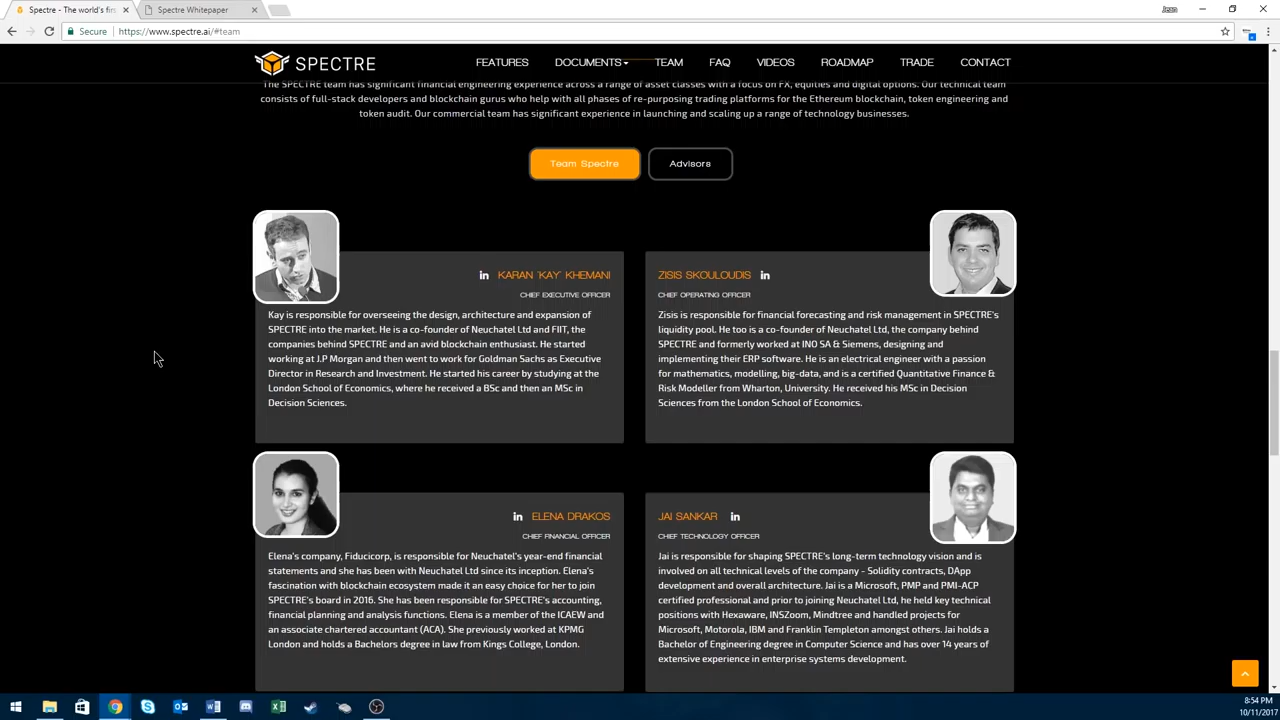 Spectre - The world's fir
Spectre Whitepaper
Secure
https://www.spectre.ai/#team
SPECTRE
FEATURES
DOCUMENTS
TEAM
FAQ
VIDEOS
ROADMAP
TRADE
CONTACT
The SPECTRE team has significant financial engineering experience across a range of asset classes with a focus on FX, equities and digital options. Our technical team
consists of full-stack developers and blockchain gurus who help with all phases of re-purposing trading platforms for the Ethereum blockchain, token engineering and
token audit. Our commercial team has significant experience in launching and scaling up a range of technology businesses.
Team Spectre
Advisors
in KARAN 'KAY' KHEMANI
CHIEF EXECUTIVE OFFICER
Kay is responsible for overseeing the design, architecture and expansion of
SPECTRE into the market. He is a co-founder of Neuchatel Ltd and FIIT, the
companies behind SPECTRE and an avid blockchain enthusiast. He started
working at J.P Morgan and then went to work for Goldman Sachs as Executive
Director in Research and Investment. He started his career by studying at the
London School of Economics, where he received a BSc and then an MSc in
Decision Sciences.
ZISIS SKOULOUDIS in
CHIEF OPERATING OFFICER
Zisis is responsible for financial forecasting and risk management in SPECTRE's
liquidity pool. He too is a co-founder of Neuchatel Ltd, the company behind
SPECTRE and formerly worked at INO SA & Siemens, designing and
implementing their ERP software. He is an electrical engineer with a passion
for mathematics, modelling, big-data, and is a certified Quantitative Finance &
Risk Modeller from Wharton, University. He received his MSc in Decision
Sciences from the London School of Economics.
in ELENA DRAKOS
CHIEF FINANCIAL OFFICER
Elena's company, Fiducicorp, is responsible for Neuchatel's year-end financial
statements and she has been with Neuchatel Ltd since its inception. Elena's
fascination with blockchain ecosystem made it an easy choice for her to join
SPECTRE's board in 2016. She has been responsible for SPECTRE's accounting,
financial planning and analysis functions. Elena is a member of the ICAEW and
an associate chartered accountant (ACA). She previously worked at KPMG
London and holds a Bachelors degree in law from Kings College, London.
JAI SANKAR in
CHIEF TECHNOLOGY OFFICER
Jai is responsible for shaping SPECTRE's long-term technology vision and is
involved on all technical levels of the company - Solidity contracts, DApp
development and overall architecture. Jai is a Microsoft, PMP and PMI-ACP
certified professional and prior to joining Neuchatel Ltd, he held key technical
positions with Hexaware, INSZoom, Mindtree and handled projects for
Microsoft, Motorola, IBM and Franklin Templeton amongst others. Jai holds a
Bachelor of Engineering degree in Computer Science and has over 14 years of
extensive experience in enterprise systems development.
8:54 PM
10/11/2017